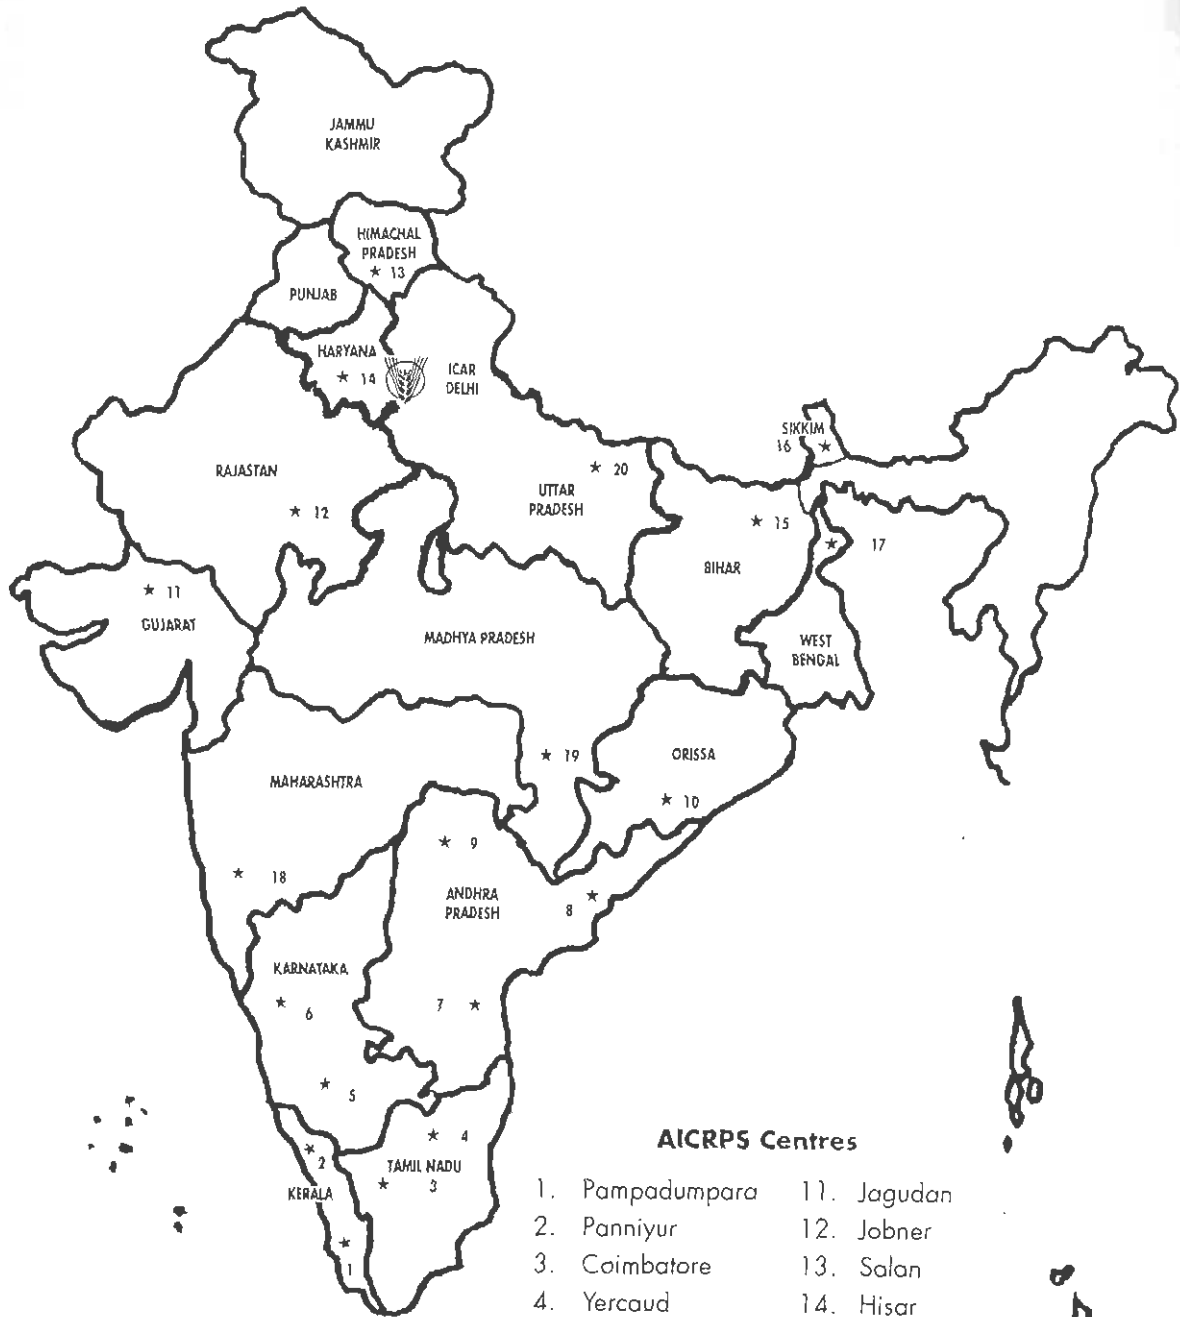 JAMMU
KASHMIR
HIMACHAL
PRADESH
13
PUNJAB
HARYANA
14
ICAR
DELHI
SIKKIM
16
RAJASTAN
12
20
UTTAR
PRADESH
15
17
BIHAR
11
GUJARAT
MADHYA PRADESH
WEST
BENGAL
19
ORISSA
MAHARASHTRA
10
9
18
ANDHRA
PRADESH
8
KARNATAKA
6
7
5
4
2
TAMIL NADU
3
KERALA
1
AICRPS Centres
1. Pampadumpara
2. Panniyur
3. Coimbatore
4. Yercaud
11. Jagudan
12. Jobner
13. Solan
14. Hisar